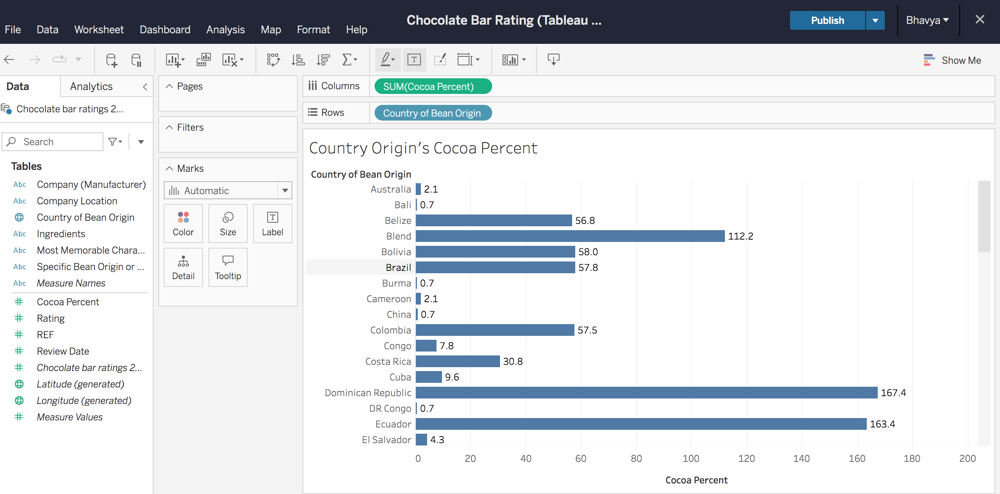 Chocolate Bar Rating (Tableau ...
Publish
Bhavya
File Data Worksheet Dashboard Analysis Map Format Help
Show Me
Data Analytics
Chocolate bar ratings 2...
Search
Tables
Abc Company (Manufacturer)
Abc Company Location
Country of Bean Origin
Abc Ingredients
Abc Most Memorable Chara...
Abc Specific Bean Origin or ...
Abc Measure Names
Cocoa Percent
Rating
REF
Review Date
Chocolate bar ratings 2...
Latitude (generated)
Longitude (generated)
Measure Values
Pages
Filters
Marks
Automatic
Color Size T Label
Detail Tooltip
T
Columns SUM(Cocoa Percent)
Rows Country of Bean Origin
Country Origin's Cocoa Percent
Country of Bean Origin
Australia 2.1
Bali 0.7
Belize 56.8
Blend 112.2
Bolivia 58.0
Brazil 57.8
Burma 0.7
Cameroon 2.1
China 0.7
Colombia 57.5
Congo 7.8
Costa Rica 30.8
Cuba 9.6
Dominican Republic 167.4
DR Congo 0.7
Ecuador 163.4
El Salvador 4.3
0 20 40 60 80 100 120 140 160 180 200
Cocoa Percent